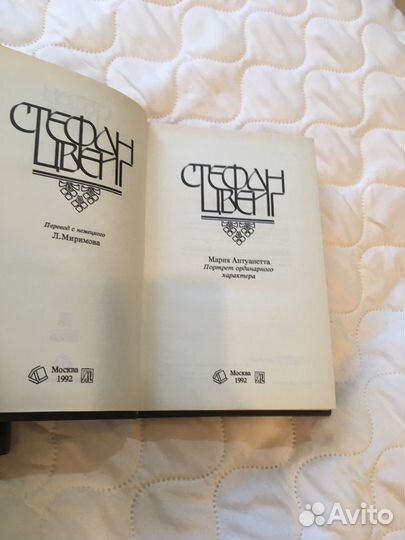 СТЕФАН
ЦВЕЙГ
Перевод с немецкого
Л.Миримова
Москва
1992
СТЕФАН
ЦВЕЙГ
Мария Антуанетта
Портрет ординарного
характера
Москва
1992
Avito